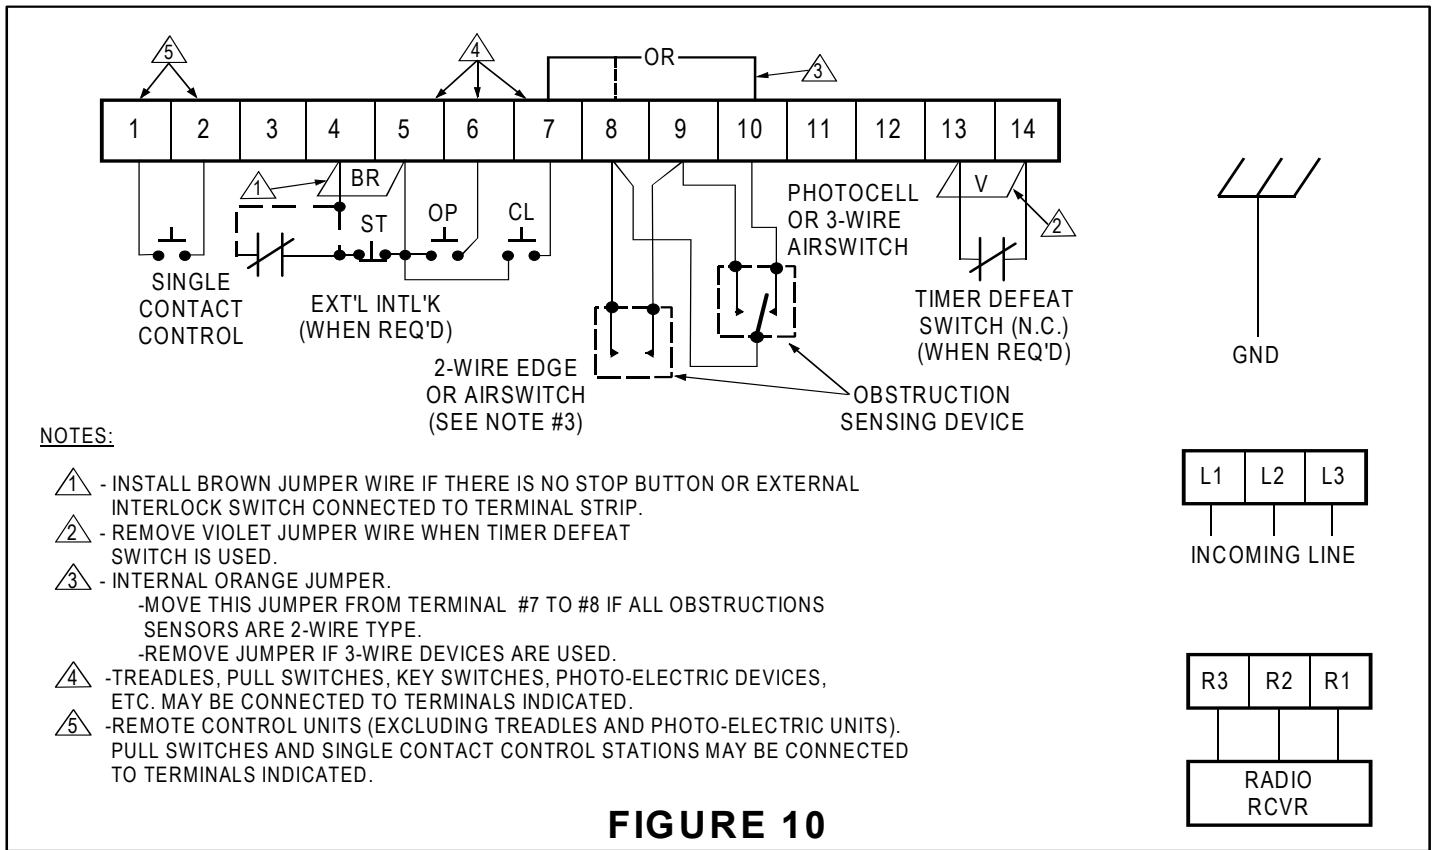 5
4
OR
3
1 2 3 4 5 6 7 8 9 10 11 12 13 14
1
BR
ST
OP
CL
V
2
SINGLE
CONTACT
CONTROL
EXT'L INTL'K
(WHEN REQ'D)
2-WIRE EDGE
OR AIRSWITCH
(SEE NOTE #3)
PHOTOCELL
OR 3-WIRE
AIRSWITCH
OBSTRUCTION
SENSING DEVICE
TIMER DEFEAT
SWITCH (N.C.)
(WHEN REQ'D)
GND
L1 L2 L3
INCOMING LINE
R3 R2 R1
RADIO
RCVR
NOTES:
1 - INSTALL BROWN JUMPER WIRE IF THERE IS NO STOP BUTTON OR EXTERNAL
INTERLOCK SWITCH CONNECTED TO TERMINAL STRIP.
2 - REMOVE VIOLET JUMPER WIRE WHEN TIMER DEFEAT
SWITCH IS USED.
3 - INTERNAL ORANGE JUMPER.
-MOVE THIS JUMPER FROM TERMINAL #7 TO #8 IF ALL OBSTRUCTIONS
SENSORS ARE 2-WIRE TYPE.
-REMOVE JUMPER IF 3-WIRE DEVICES ARE USED.
4 -TREADLES, PULL SWITCHES, KEY SWITCHES, PHOTO-ELECTRIC DEVICES,
ETC. MAY BE CONNECTED TO TERMINALS INDICATED.
5 -REMOTE CONTROL UNITS (EXCLUDING TREADLES AND PHOTO-ELECTRIC UNITS).
PULL SWITCHES AND SINGLE CONTACT CONTROL STATIONS MAY BE CONNECTED
TO TERMINALS INDICATED.
FIGURE 10